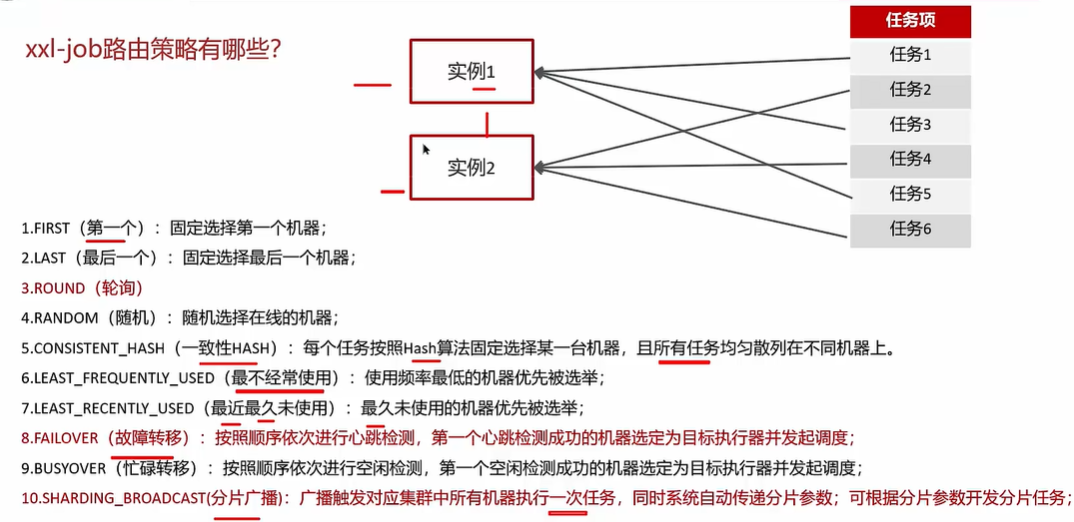 xxl-job路由策略有哪些？
实例1
实例2
任务项
任务1
任务2
任务3
任务4
任务5
任务6
1.FIRST（第一个）：固定选择第一个机器；
2.LAST（最后一个）：固定选择最后一个机器；
3.ROUND（轮询）
4.RANDOM（随机）：随机选择在线的机器；
5.CONSISTENT_HASH（一致性HASH）：每个任务按照Hash算法固定选择某一台机器，且所有任务均匀散列在不同机器上。
6.LEAST_FREQUENTLY_USED（最不经常使用）：使用频率最低的机器优先被选举；
7.LEAST_RECENTLY_USED（最近最久未使用）：最久未使用的机器优先被选举；
8.FAILOVER（故障转移）：按照顺序依次进行心跳检测，第一个心跳检测成功的机器选定为目标执行器并发起调度；
9.BUSYOVER（忙碌转移）：按照顺序依次进行空闲检测，第一个空闲检测成功的机器选定为目标执行器并发起调度；
10.SHARDING_BROADCAST(分片广播)：广播触发对应集群中所有机器执行一次任务，同时系统自动传递分片参数；可根据分片参数开发分片任务；